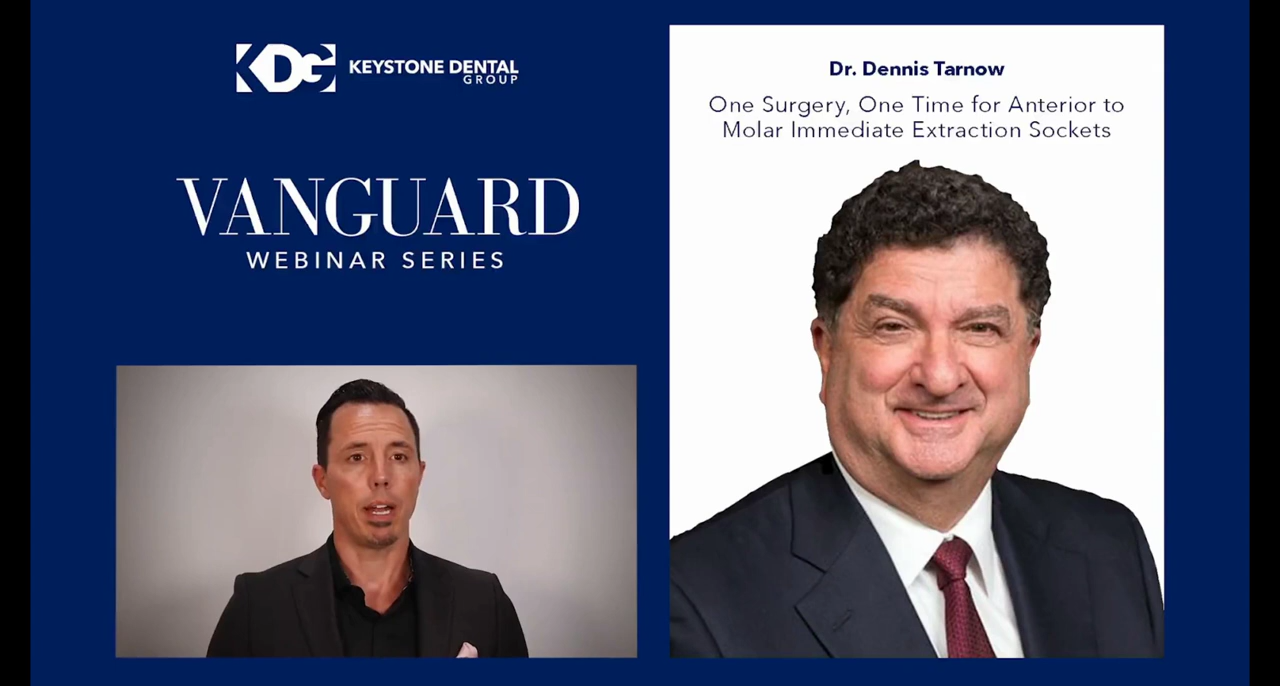 KDG KEYSTONE DENTAL
GROUP
VANGUARD
WEBINAR SERIES
Dr. Dennis Tarnow
One Surgery, One Time for Anterior to
Molar Immediate Extraction Sockets